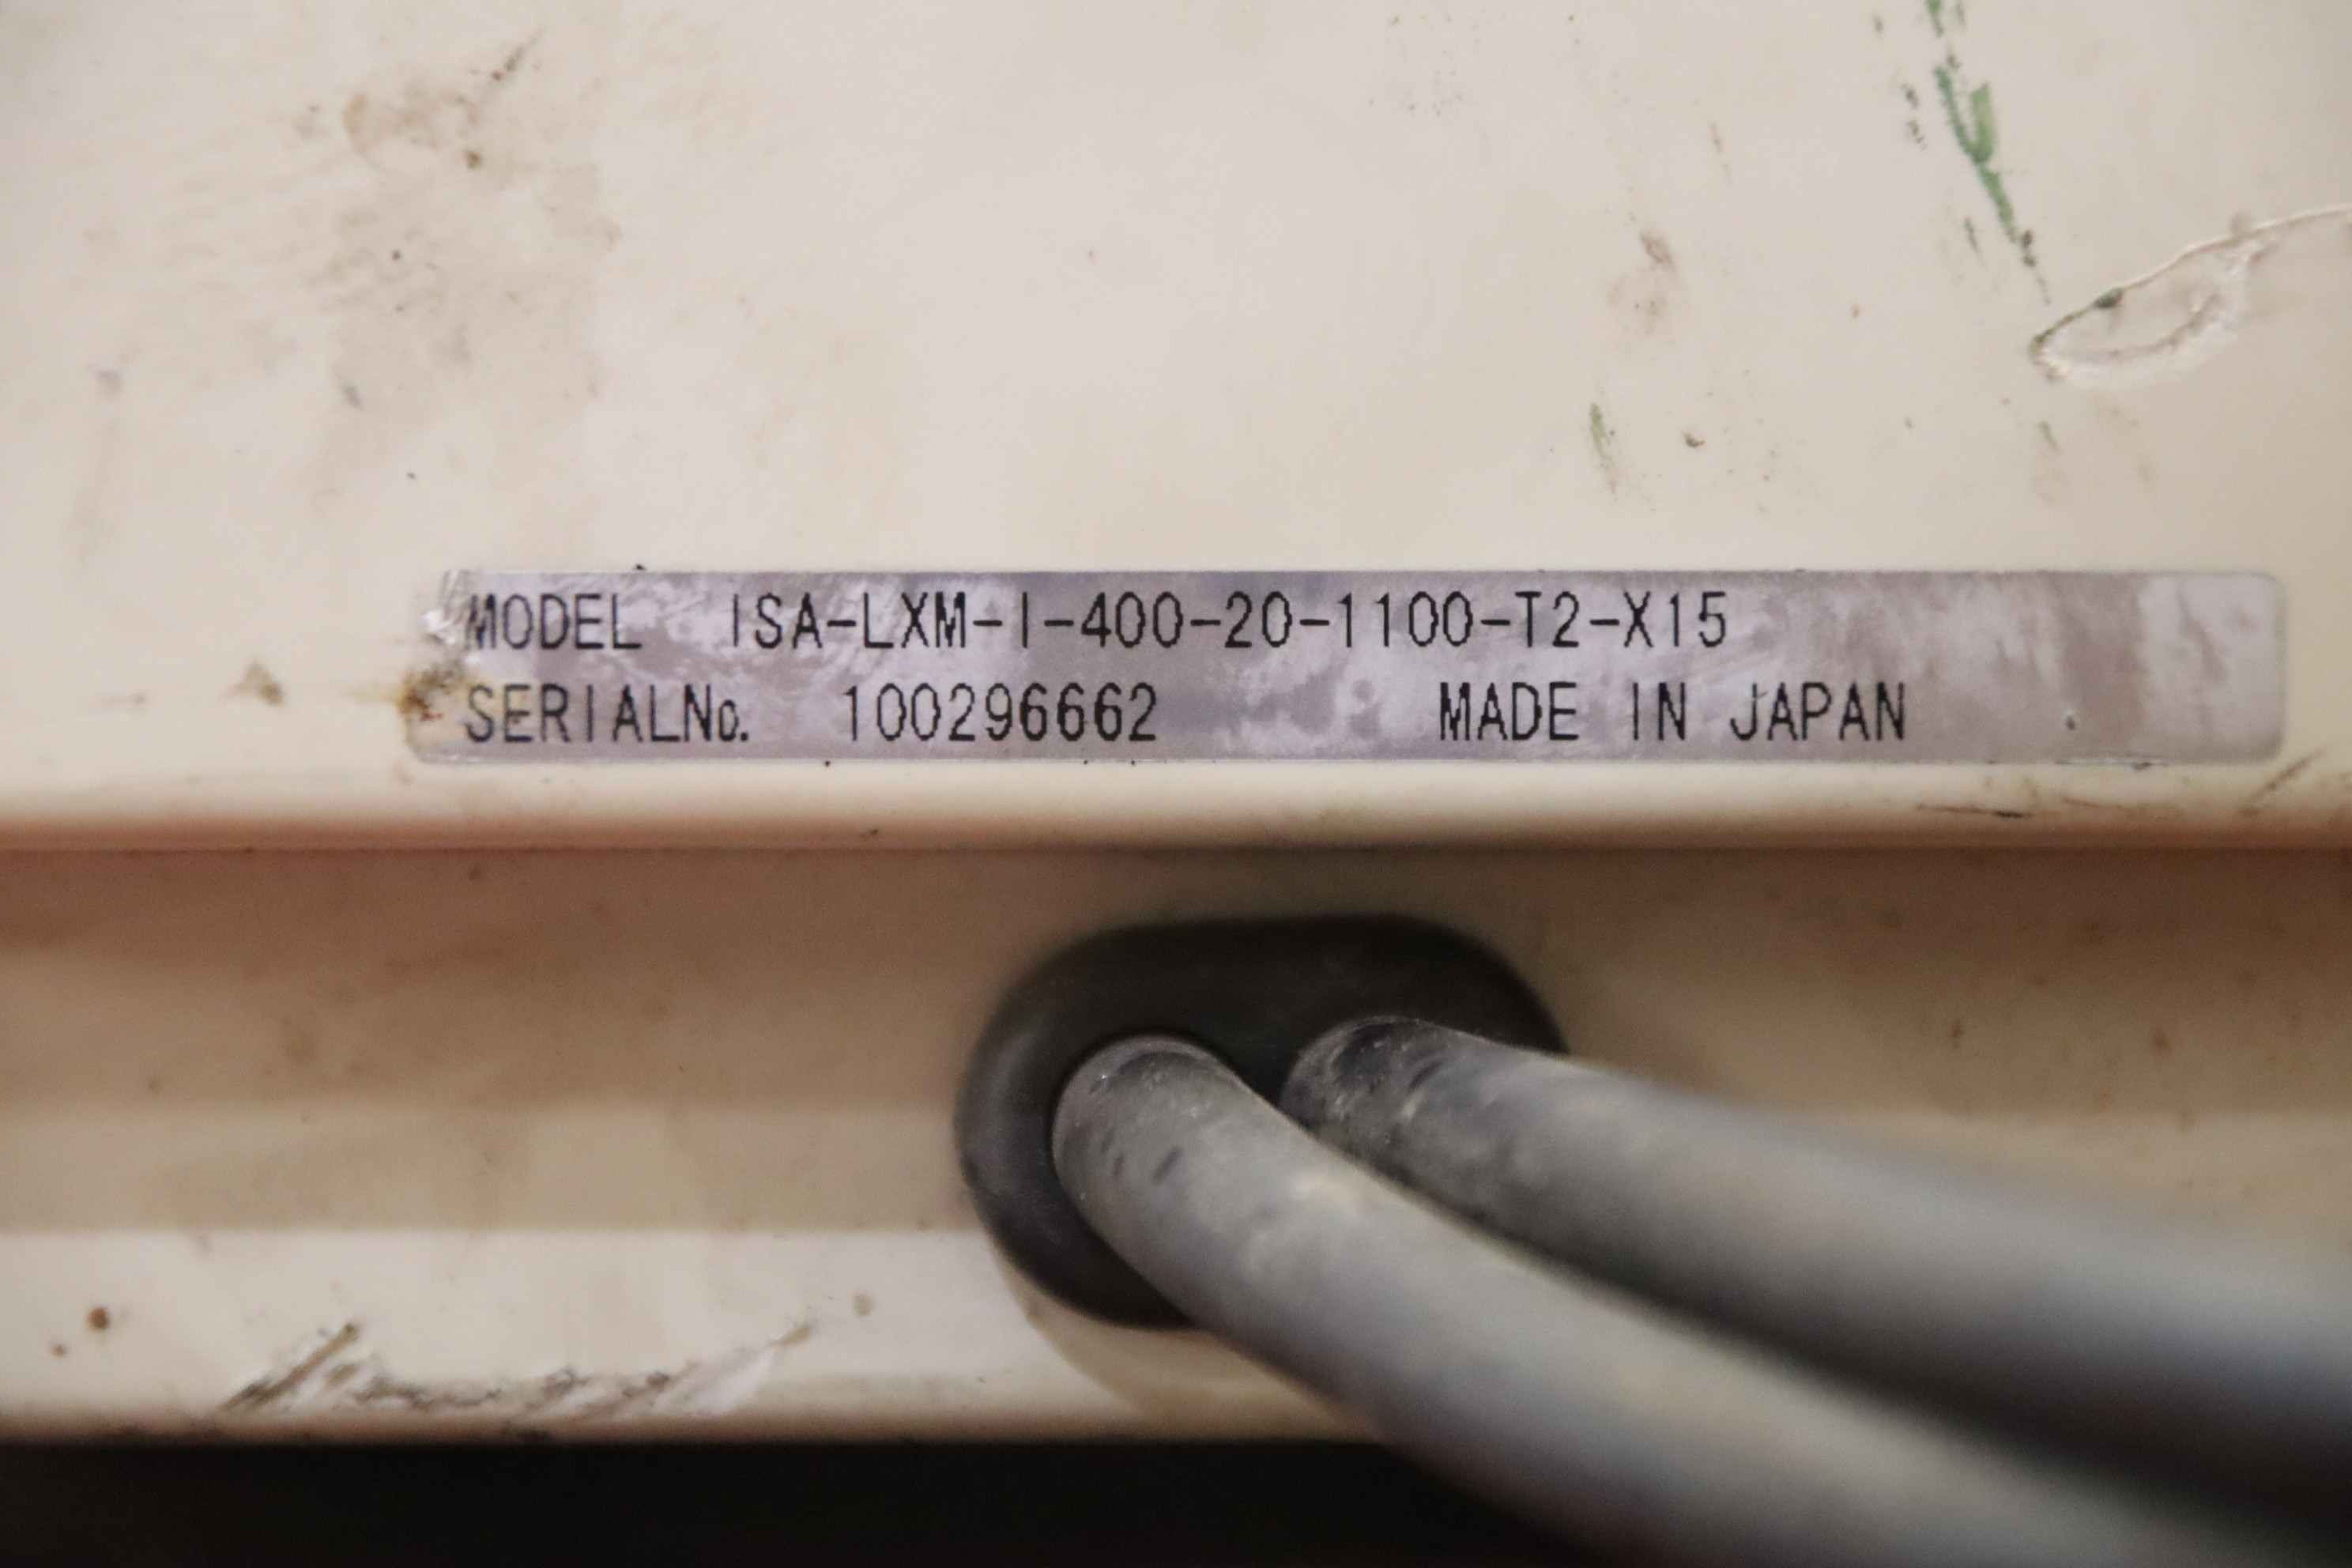 MODEL ISA-LXM-I-400-20-1100-T2-X15
SERIALNo. 100296662 MADE IN JAPAN